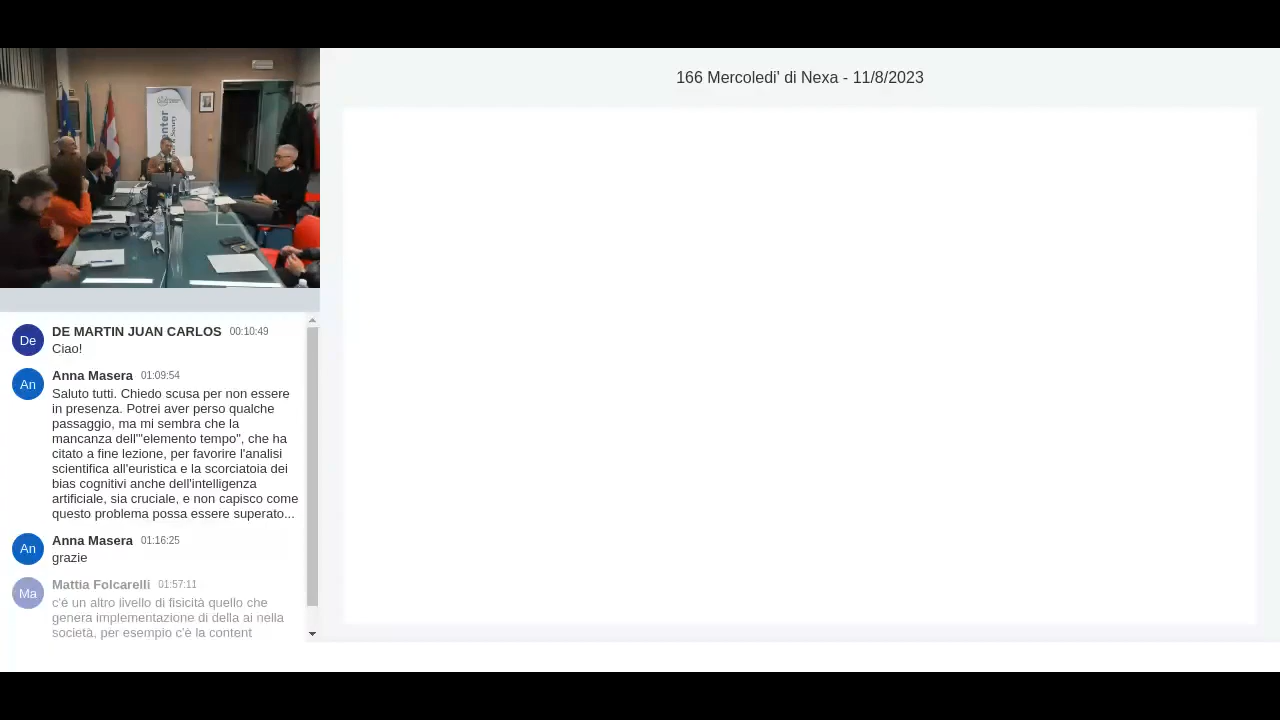 166 Mercoledi' di Nexa - 11/8/2023
De DE MARTIN JUAN CARLOS 00:10:49
Ciao!
An Anna Masera 01:09:54
Saluto tutti. Chiedo scusa per non essere
in presenza. Potrei aver perso qualche
passaggio, ma mi sembra che la
mancanza dell'"elemento tempo", che ha
citato a fine lezione, per favorire l'analisi
scientifica all'euristica e la scorciatoia dei
bias cognitivi anche dell'intelligenza
artificiale, sia cruciale, e non capisco come
questo problema possa essere superato...
An Anna Masera 01:16:25
grazie
Ma Mattia Folcarelli 01:57:11
c'é un altro livello di fisicità quello che
genera implementazione di della ai nella
società, per esempio c'è la content